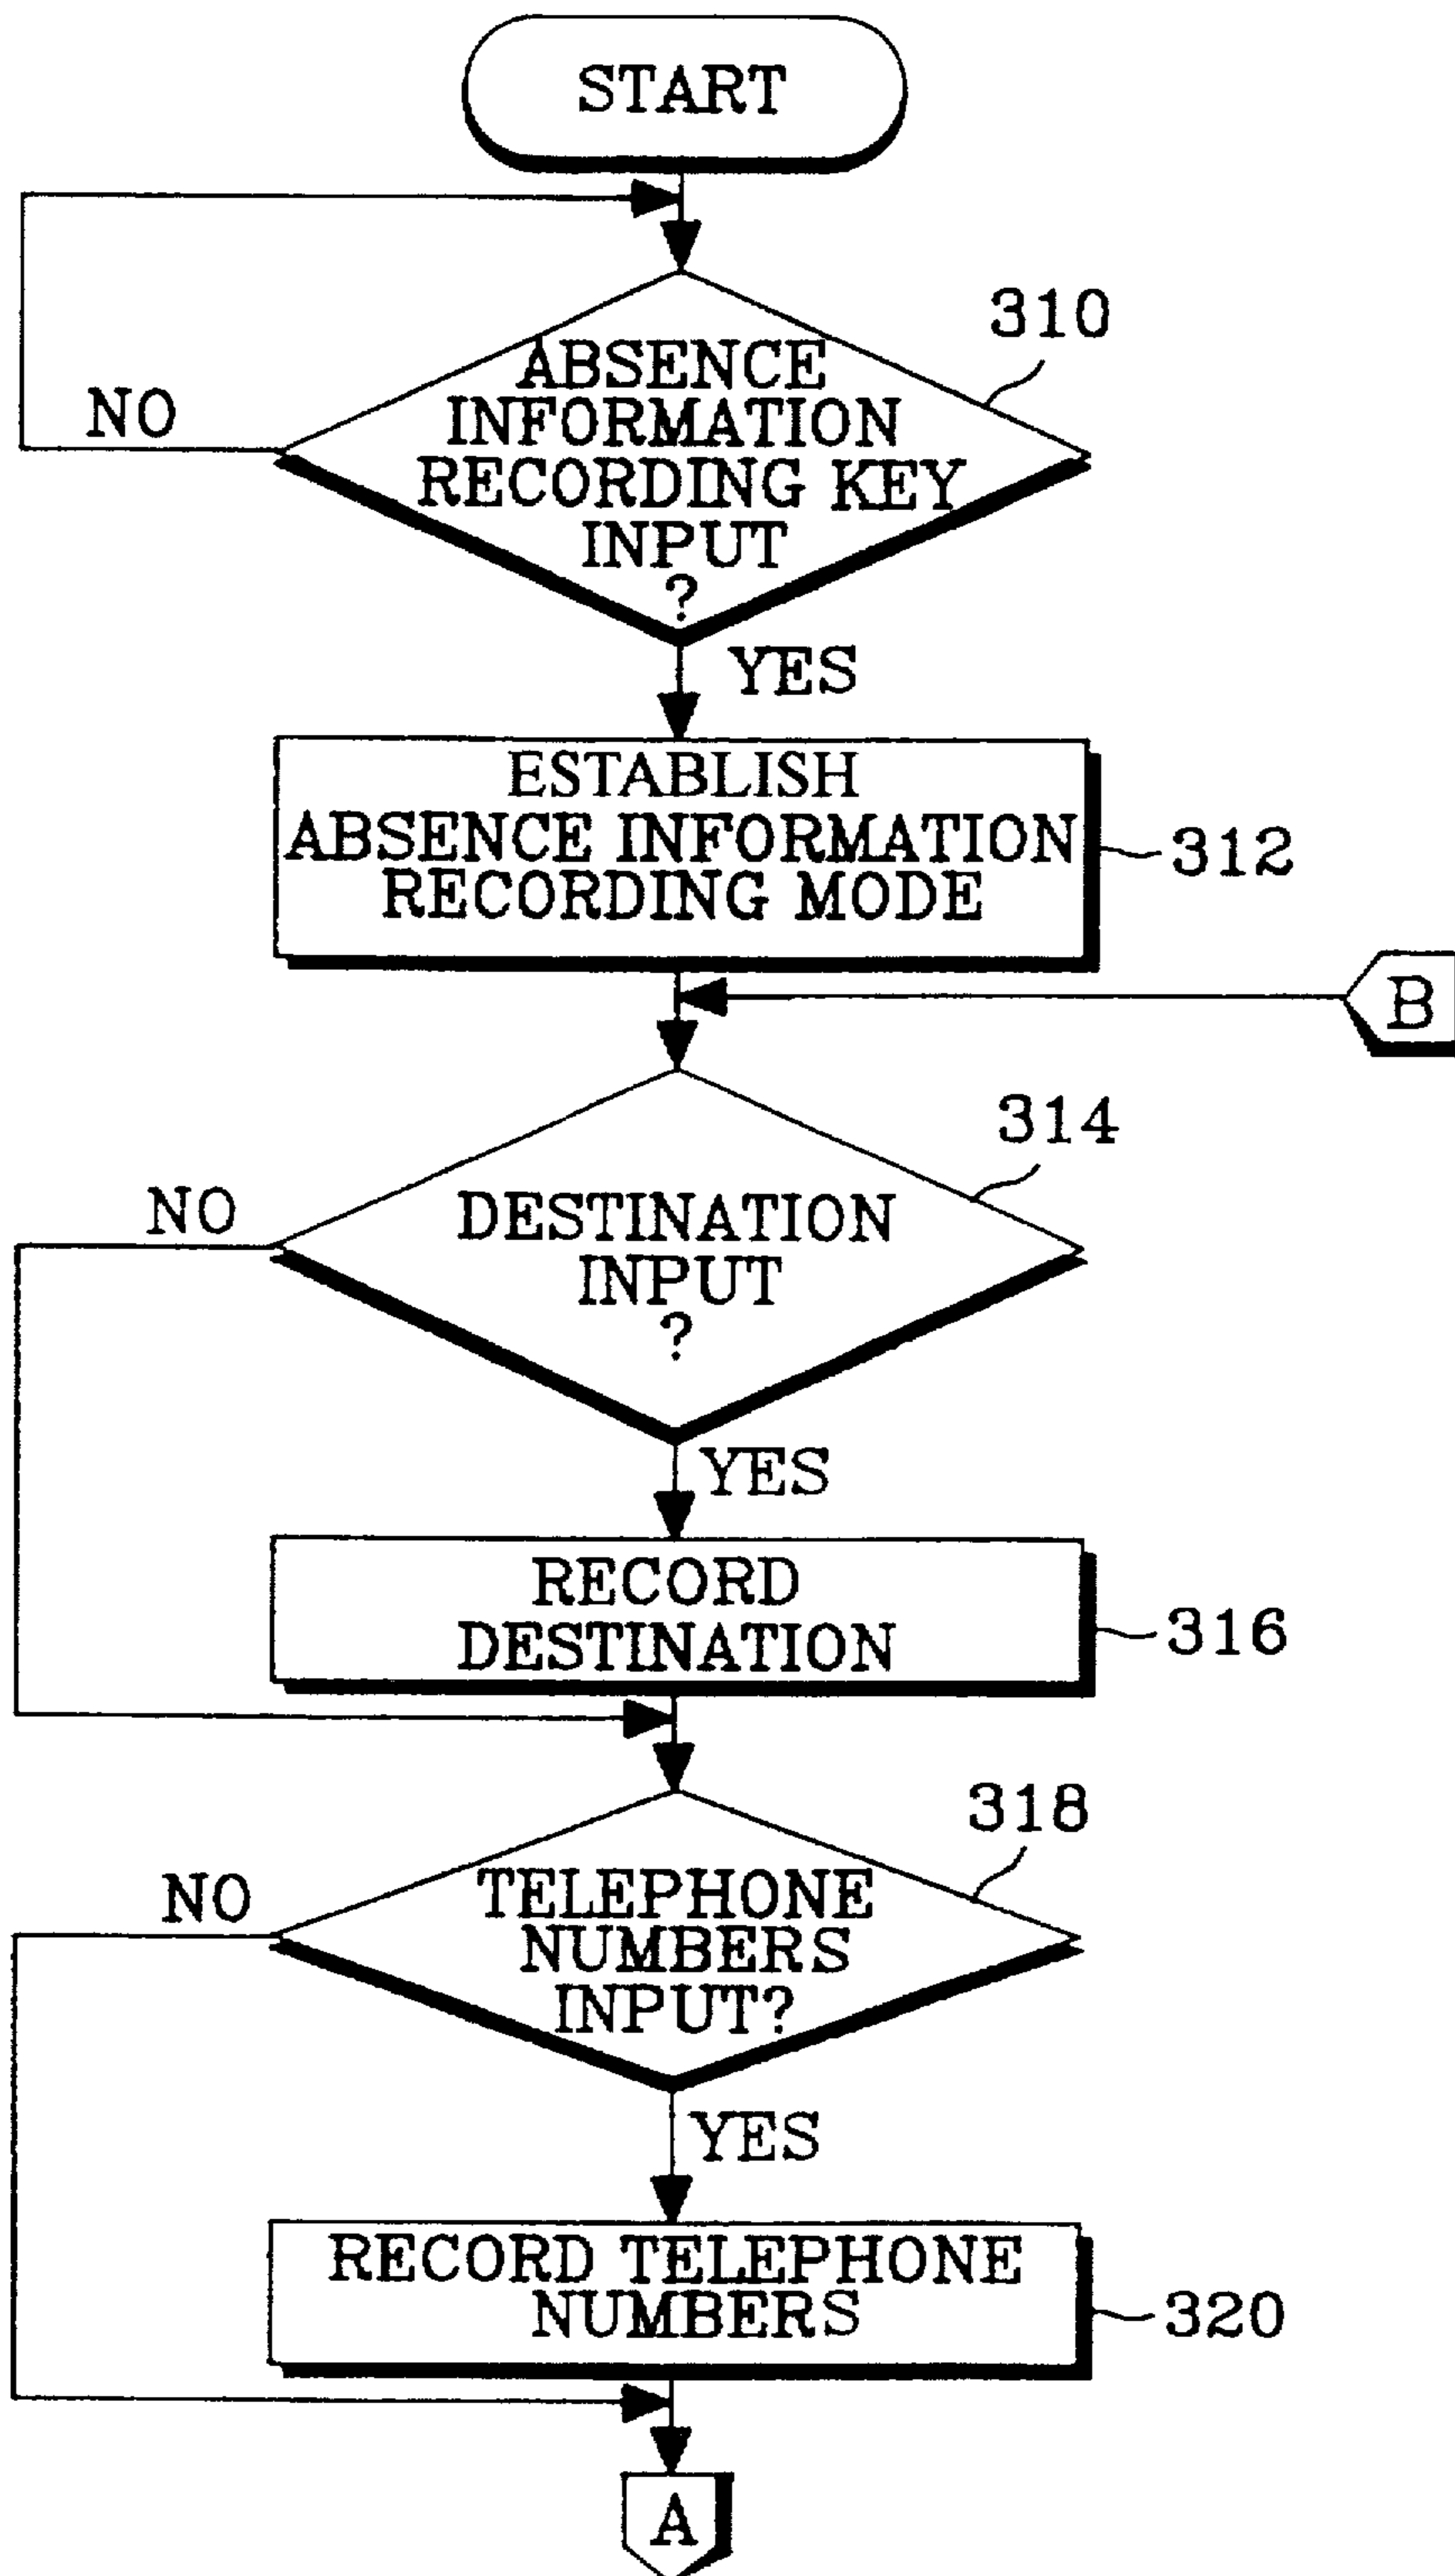 START
310
ABSENCE
INFORMATION
RECORDING KEY
INPUT
?
NO
YES
ESTABLISH
ABSENCE INFORMATION
RECORDING MODE
312
B
314
NO
DESTINATION
INPUT
?
YES
RECORD
DESTINATION
316
318
NO
TELEPHONE
NUMBERS
INPUT?
YES
RECORD TELEPHONE
NUMBERS
320
A